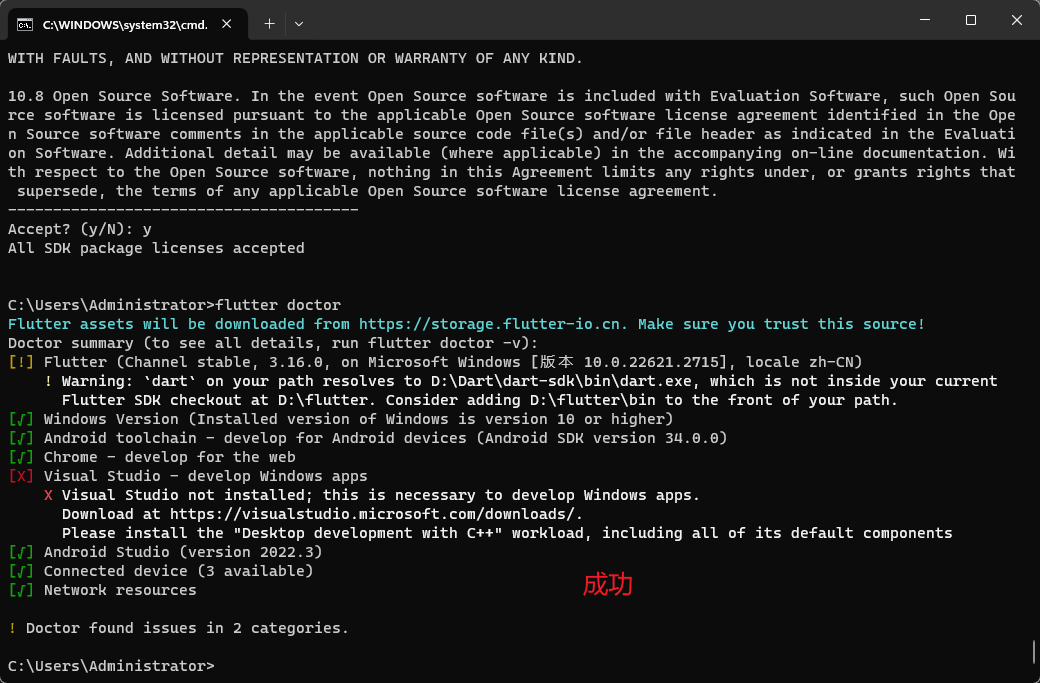 C:\WINDOWS\system32\cmd.
WITH FAULTS, AND WITHOUT REPRESENTATION OR WARRANTY OF ANY KIND.
10.8 Open Source Software. In the event Open Source software is included with Evaluation Software, such Open Sou
rce software is licensed pursuant to the applicable Open Source software license agreement identified in the Ope
n Source software comments in the applicable source code file(s) and/or file header as indicated in the Evaluati
on Software. Additional detail may be available (where applicable) in the accompanying on-line documentation. Wi
th respect to the Open Source software, nothing in this Agreement limits any rights under, or grants rights that
 supersede, the terms of any applicable Open Source software license agreement.
---------------------------------------
Accept? (y/N): y
All SDK package licenses accepted
C:\Users\Administrator>flutter doctor
Flutter assets will be downloaded from https://storage.flutter-io.cn. Make sure you trust this source!
Doctor summary (to see all details, run flutter doctor -v):
[!] Flutter (Channel stable, 3.16.0, on Microsoft Windows [版本 10.0.22621.2715], locale zh-CN)
    ! Warning: `dart` on your path resolves to D:\Dart\dart-sdk\bin\dart.exe, which is not inside your current
      Flutter SDK checkout at D:\flutter. Consider adding D:\flutter\bin to the front of your path.
[√] Windows Version (Installed version of Windows is version 10 or higher)
[√] Android toolchain - develop for Android devices (Android SDK version 34.0.0)
[√] Chrome - develop for the web
[X] Visual Studio - develop Windows apps
    X Visual Studio not installed; this is necessary to develop Windows apps.
      Download at https://visualstudio.microsoft.com/downloads/.
      Please install the "Desktop development with C++" workload, including all of its default components
[√] Android Studio (version 2022.3)
[√] Connected device (3 available)
成功
[√] Network resources
! Doctor found issues in 2 categories.
C:\Users\Administrator>